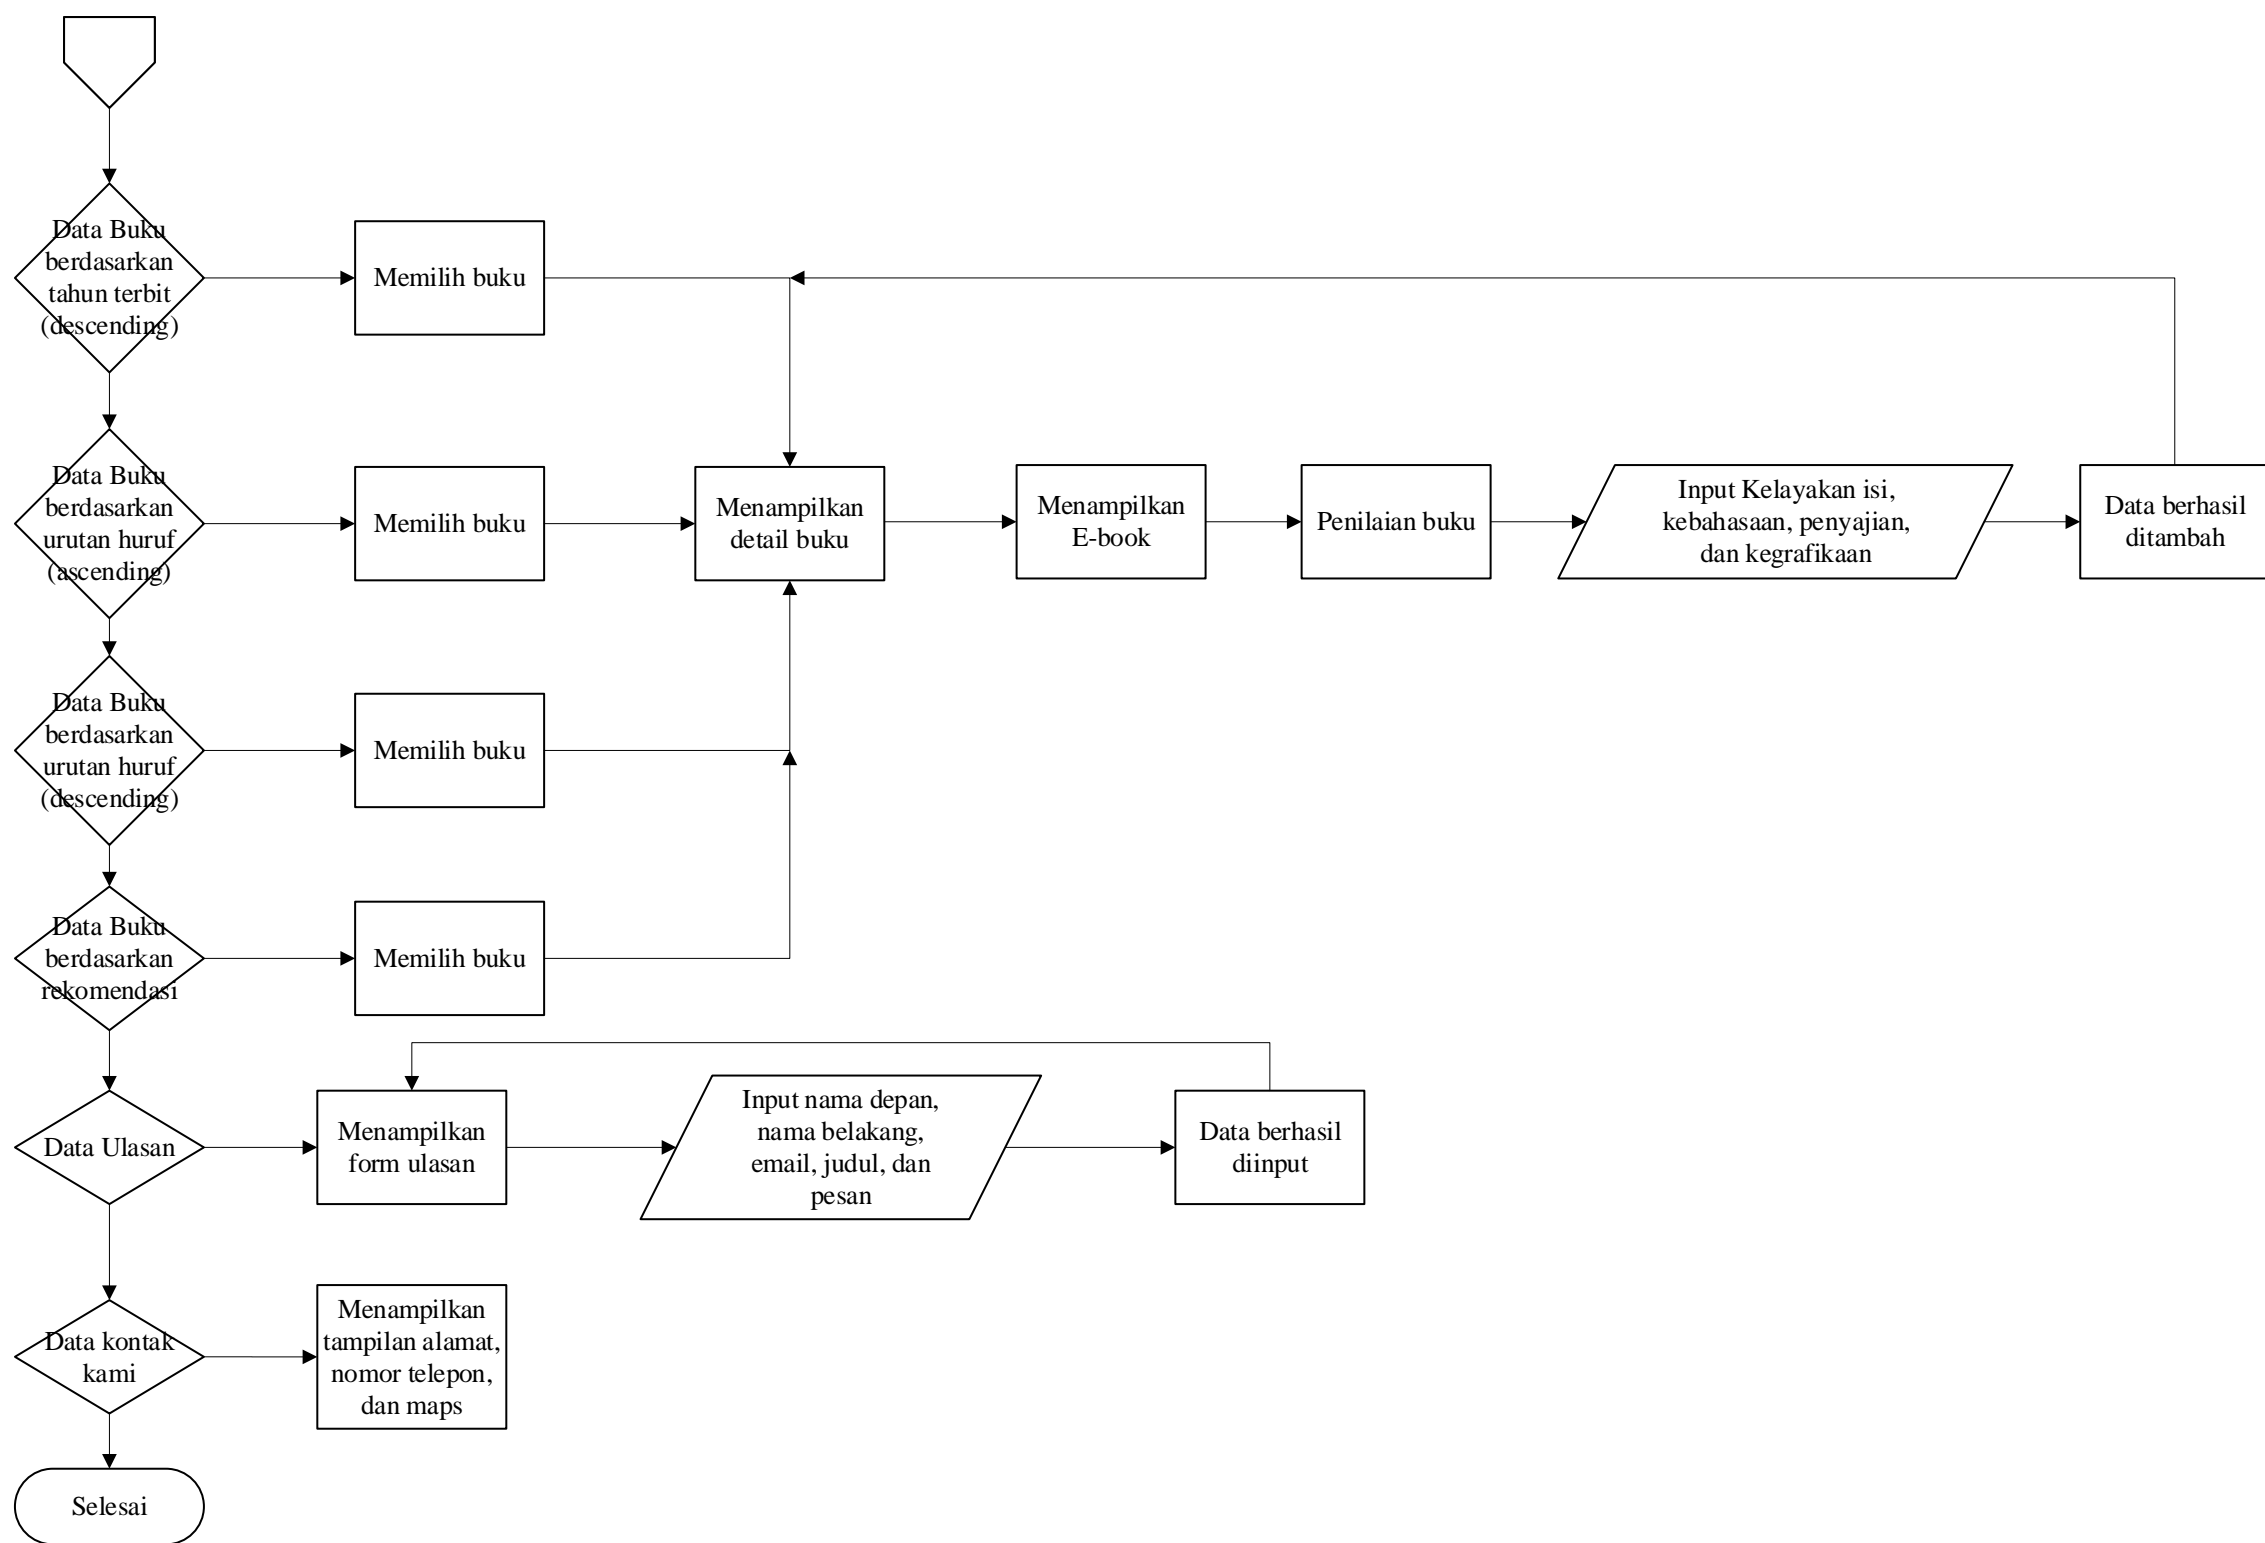 Data Buku
berdasarkan
tahun terbit
(descending)
Memilih buku
Data Buku
berdasarkan
urutan huruf
(ascending)
Memilih buku
Menampilkan
detail buku
Menampilkan
E-book
Penilaian buku
Input Kelayakan isi,
kebahasaan, penyajian,
dan kegrafikaan
Data berhasil
ditambah
Data Buku
berdasarkan
urutan huruf
(descending)
Memilih buku
Data Buku
berdasarkan
rekomendasi
Memilih buku
Data Ulasan
Menampilkan
form ulasan
Input nama depan,
nama belakang,
email, judul, dan
pesan
Data berhasil
diinput
Data kontak
kami
Menampilkan
tampilan alamat,
nomor telepon,
dan maps
Selesai